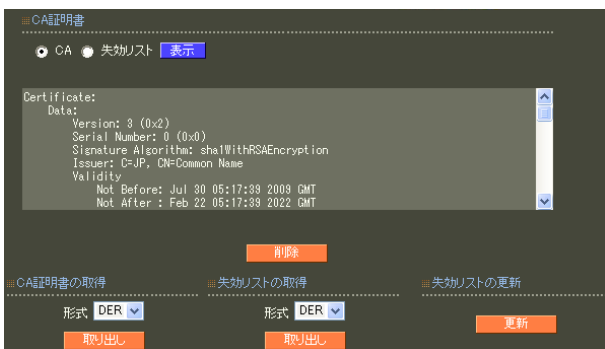 CA証明書
CA 失効リスト 表示
Certificate:
Data:
Version: 3 (0x2)
Serial Number: 0 (0x0)
Signature Algorithm: sha1WithRSAEncryption
Issuer: C=JP, CN=Common Name
Validity
Not Before: Jul 30 05:17:39 2009 GMT
Not After : Feb 22 05:17:39 2022 GMT
削除
CA証明書の取得 失効リストの取得 失効リストの更新
形式 DER 形式 DER
取り出し 取り出し 更新